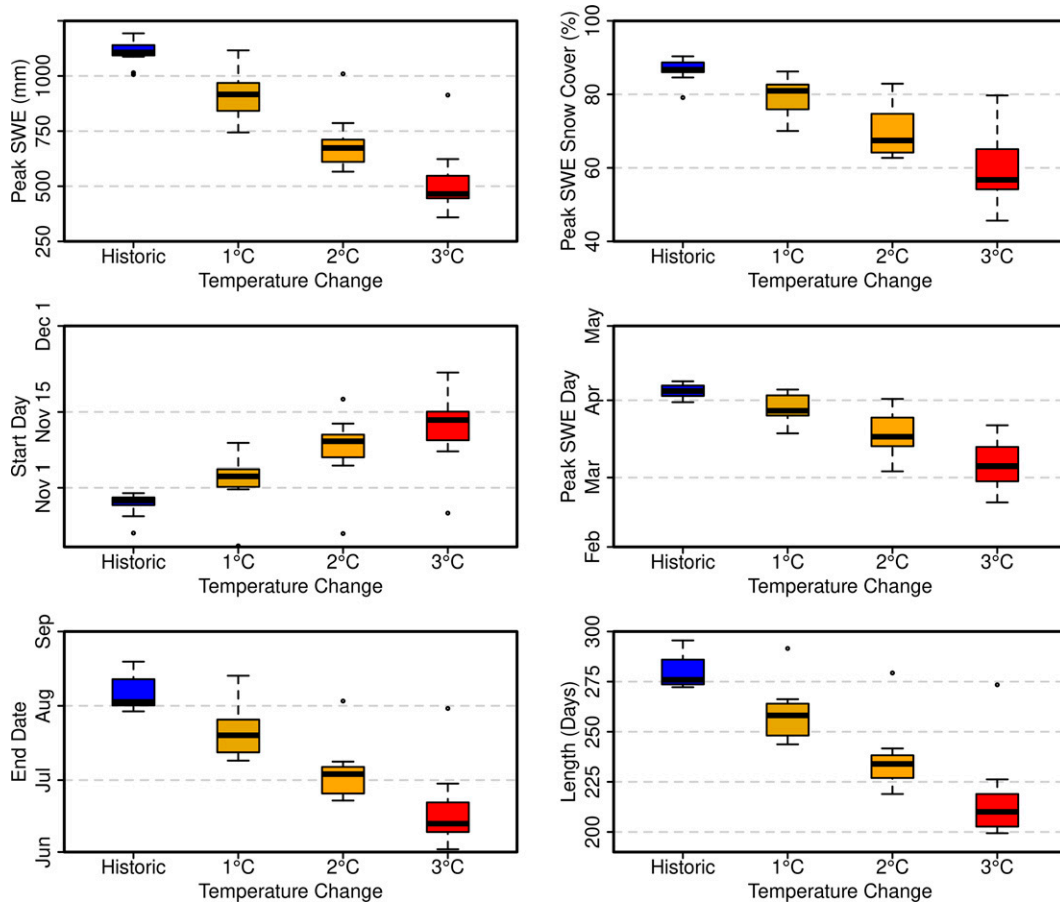 Peak SWE (mm)
1000
750
500
250
Historic 1°C 2°C 3°C
Temperature Change
Peak SWE Snow Cover (%)
100
80
60
40
Historic 1°C 2°C 3°C
Temperature Change
Start Day
Dec 1
Nov 15
Nov 1
Historic 1°C 2°C 3°C
Temperature Change
Peak SWE Day
May
Apr
Mar
Feb
Historic 1°C 2°C 3°C
Temperature Change
End Date
Sep
Aug
Jul
Jun
Historic 1°C 2°C 3°C
Temperature Change
Length (Days)
300
275
250
225
200
Historic 1°C 2°C 3°C
Temperature Change